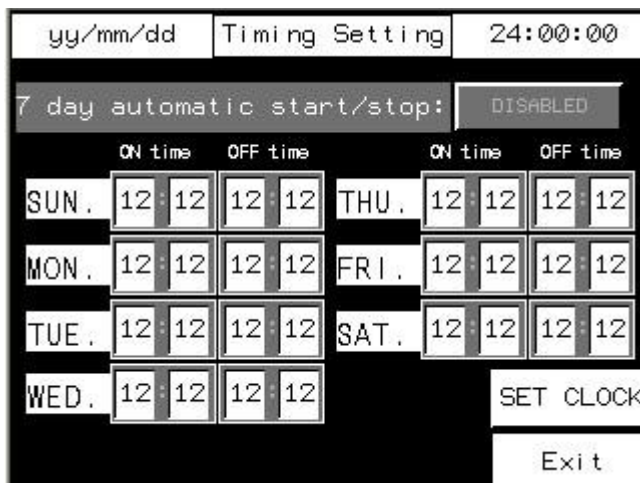 yy/mm/dd Timing Setting 24:00:00
7 day automatic start/stop: DISABLED
ON time OFF time ON time OFF time
SUN. 12:12 12:12 THU. 12:12 12:12
MON. 12:12 12:12 FRI. 12:12 12:12
TUE. 12:12 12:12 SAT. 12:12 12:12
WED. 12:12 12:12 SET CLOCK
Exit